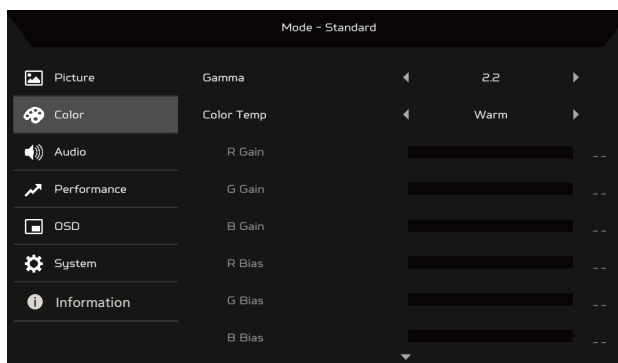 Mode - Standard
Picture
Gamma 2.2
Color
Color Temp Warm
Audio
R Gain --
Performance
G Gain --
OSD
B Gain --
System
R Bias --
Information
G Bias --
B Bias --